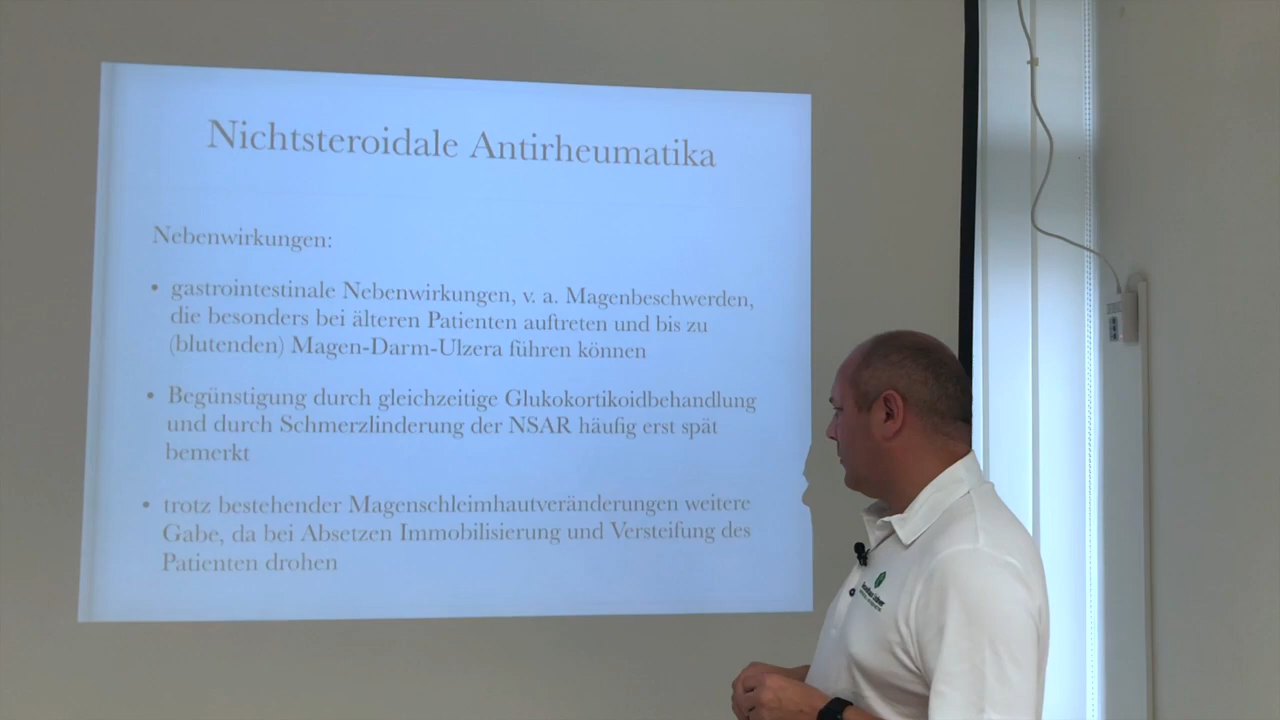 Nichtsteroidale Antirheumatika
Nebenwirkungen:
• gastrointestinale Nebenwirkungen, v. a. Magenbeschwerden,
die besonders bei älteren Patienten auftreten und bis zu
(blutenden) Magen-Darm-Ulzera führen können
• Begünstigung durch gleichzeitige Glukokortikoidbehandlung
und durch Schmerzlinderung der NSAR häufig erst spät
bemerkt
• trotz bestehender Magenschleimhautveränderungen weitere
Gabe, da bei Absetzen Immobilisierung und Versteifung des
Patienten drohen